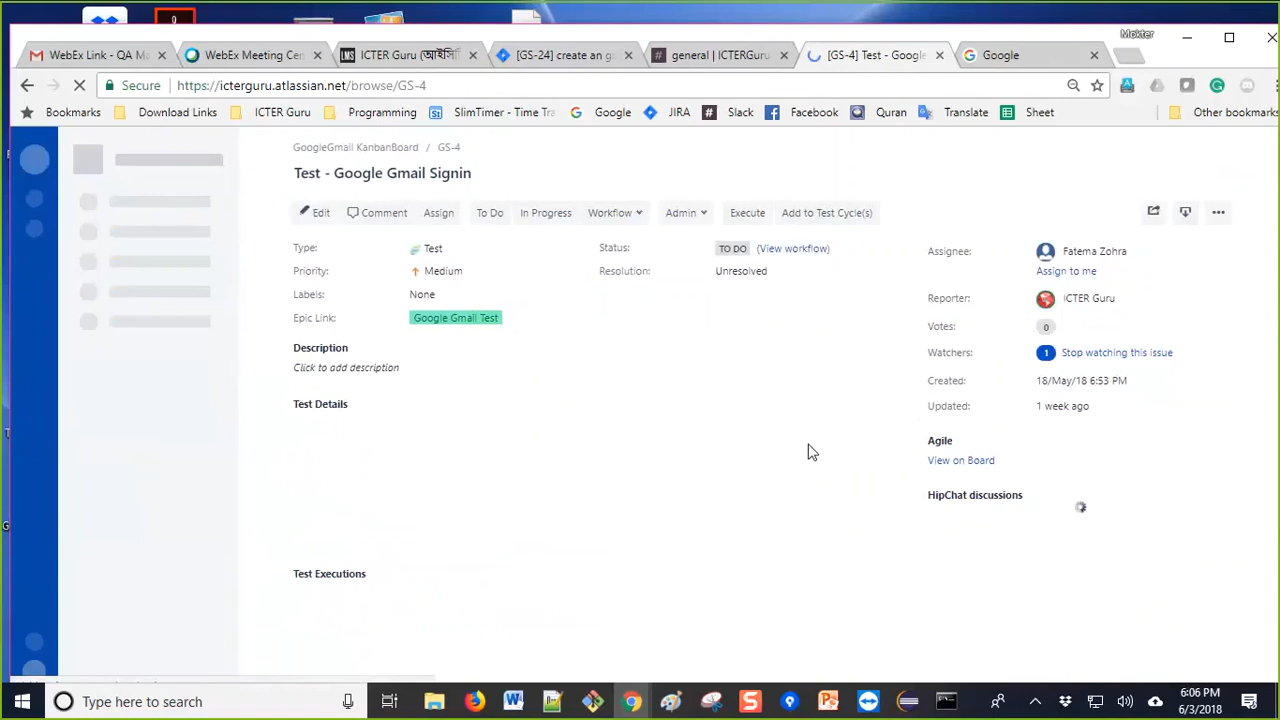 9
Mokter
WebEx Link - QA Ma
WebEx Meeting Cen
LMS ICTER Guru (আইসিটি
[GS-24] create an g
general | ICTERGuru
[GS-4] Test - Google
Google
Secure https://icterguru.atlassian.net/browse/GS-4
Bookmarks Download Links ICTER Guru Programming SlimTimer - Time Tra Google JIRA Slack Facebook Quran Translate Sheet Other bookmarks
GoogleGmail KanbanBoard / GS-4
Test - Google Gmail Signin
Edit Comment Assign To Do In Progress Workflow Admin Execute Add to Test Cycle(s)
Type: Test
Priority: Medium
Labels: None
Epic Link: Google Gmail Test
Status: TO DO (View workflow)
Resolution: Unresolved
Description
Click to add description
Test Details
Test Executions
Assignee: Fatema Zohra
Assign to me
Reporter: ICTER Guru
Votes: 0
Watchers: 1 Stop watching this issue
Created: 18/May/18 6:53 PM
Updated: 1 week ago
Agile
View on Board
HipChat discussions
Type here to search
6:06 PM
6/3/2018